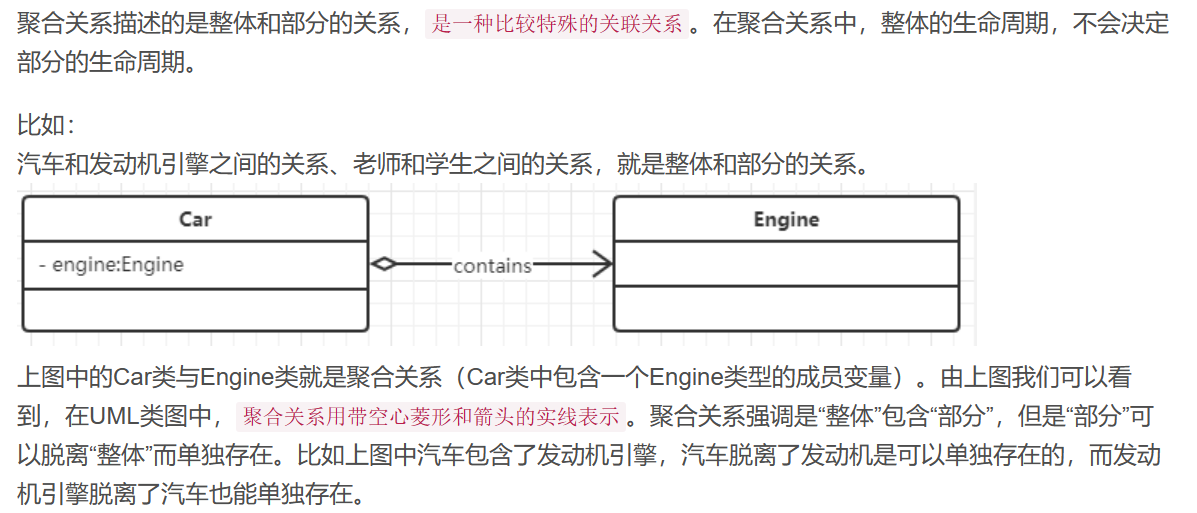 聚合关系描述的是整体和部分的关系，是一种比较特殊的关联关系。在聚合关系中，整体的生命周期，不会决定
部分的生命周期。
比如：
汽车和发动机引擎之间的关系、老师和学生之间的关系，就是整体和部分的关系。
Car
- engine:Engine
contains
Engine
上图中的Car类与Engine类就是聚合关系（Car类中包含一个Engine类型的成员变量）。由上图我们可以看
到，在UML类图中，聚合关系用带空心菱形和箭头的实线表示。聚合关系强调是“整体”包含“部分”，但是“部分”可
以脱离“整体”而单独存在。比如上图中汽车包含了发动机引擎，汽车脱离了发动机是可以单独存在的，而发动
机引擎脱离了汽车也能单独存在。